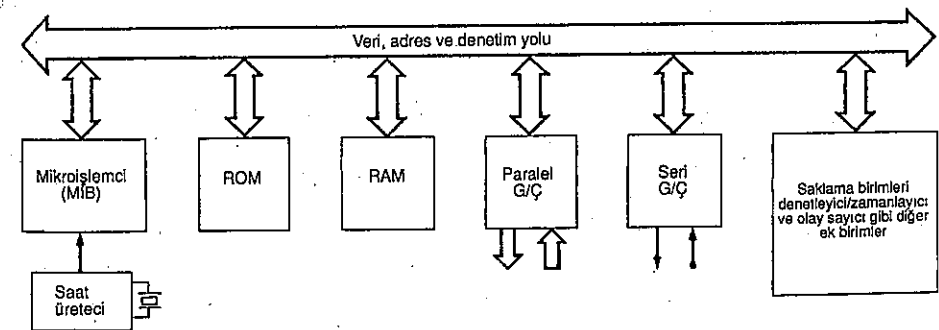 Veri, adres ve denetim yolu
Mikroişlemci
(MİB)
ROM
RAM
Paralel
G/Ç
Seri
G/Ç
Saklama birimleri
denetleyici/zamanlayıcı
ve olay sayıcı gibi diğer
ek birimler
Saat
üreteci